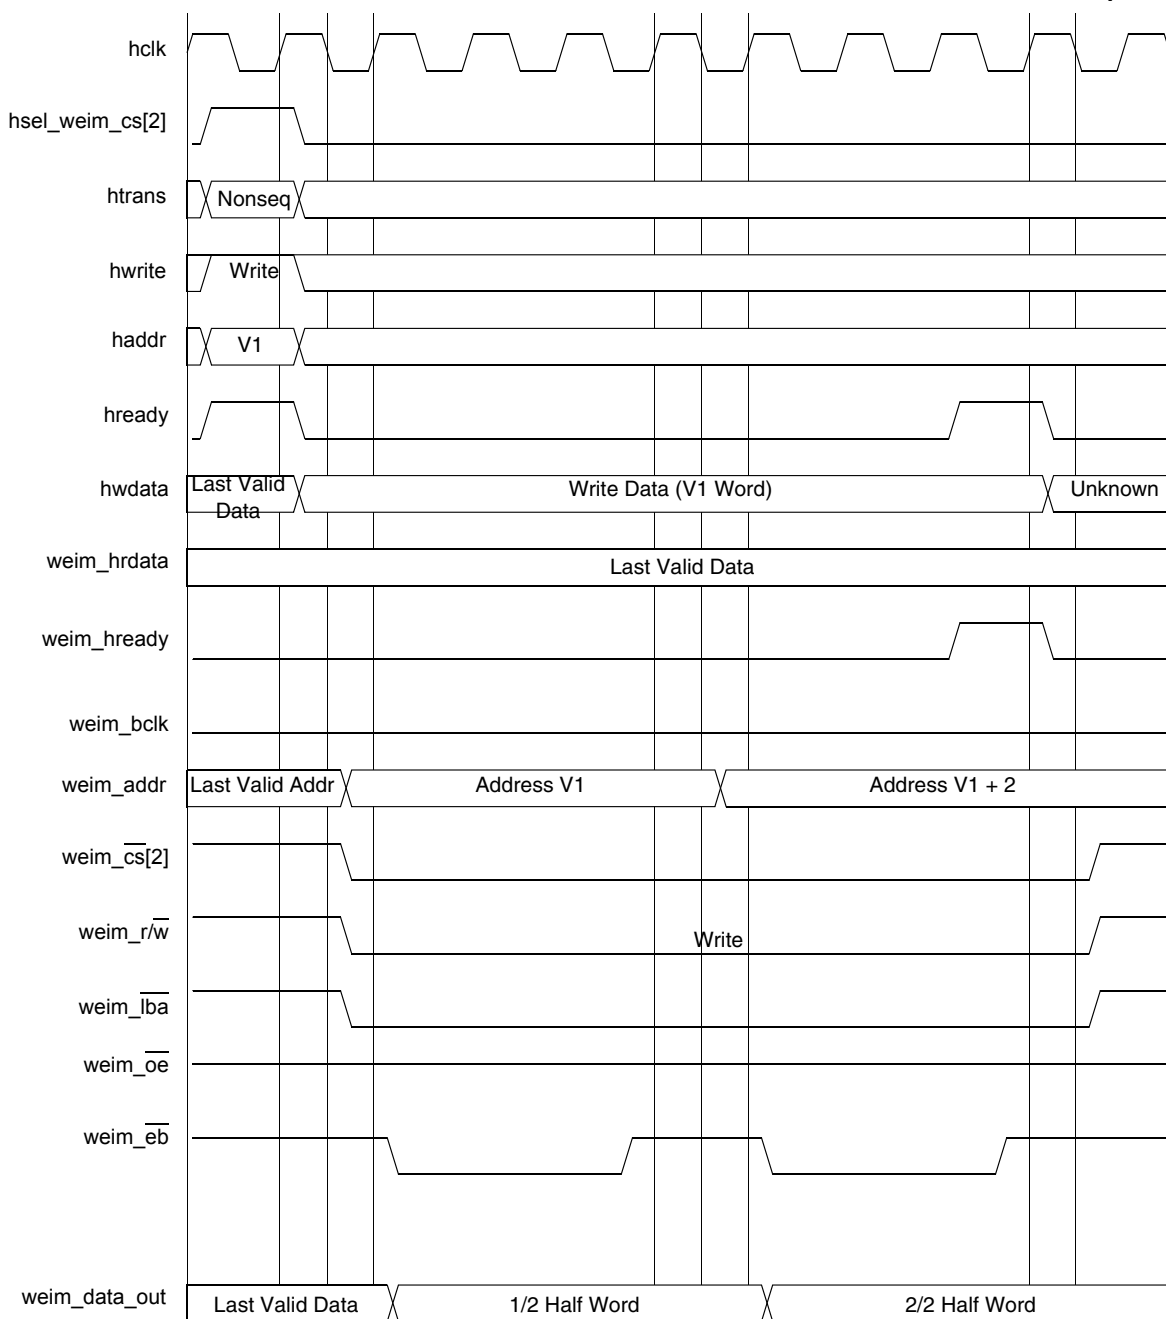 hclk
hsel_weim_cs[2]
htrans Nonseq
hwrite Write
haddr V1
hready
hwdata Last Valid Data Write Data (V1 Word) Unknown
weim_hrdata Last Valid Data
weim_hready
weim_bclk
weim_addr Last Valid Addr Address V1 Address V1 + 2
weim_cs[2]
weim_r/w Write
weim_lba
weim_oe
weim_eb
weim_data_out Last Valid Data 1/2 Half Word 2/2 Half Word